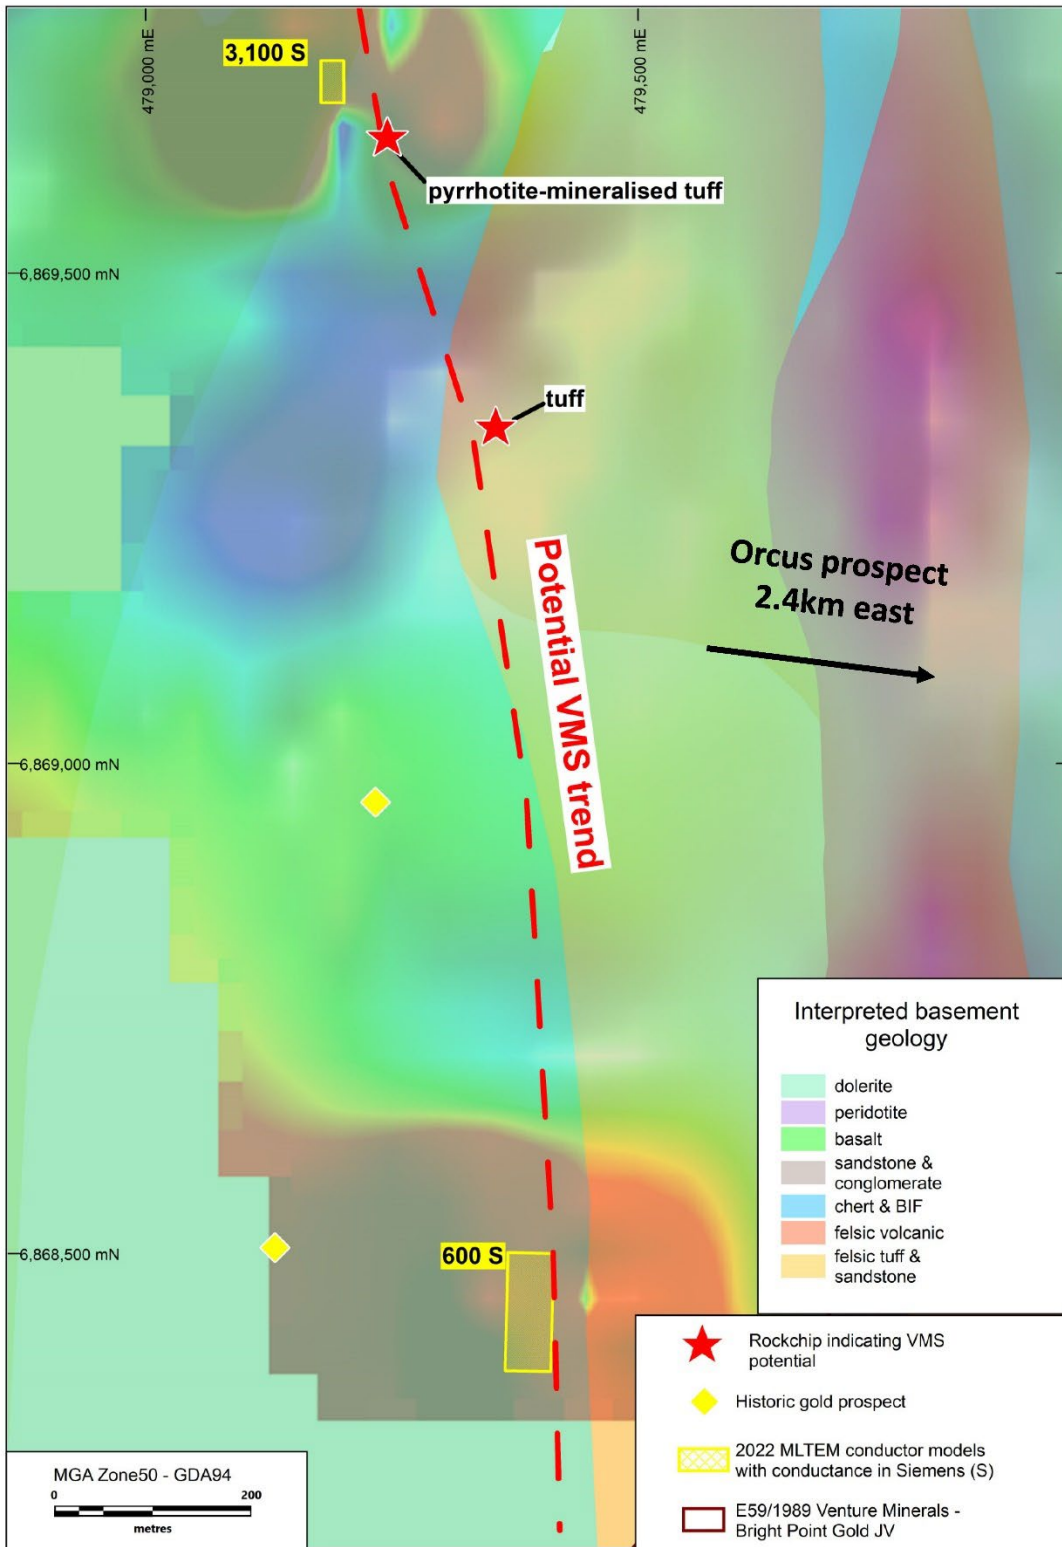 479,000 mE
479,500 mE
3,100 S
pyrrhotite-mineralised tuff
6,869,500 mN
tuff
Potential VMS trend
Orcus prospect
2.4km east
6,869,000 mN
6,868,500 mN
600 S
Interpreted basement
geology
dolerite
peridotite
basalt
sandstone &
conglomerate
chert & BIF
felsic volcanic
felsic tuff &
sandstone
Rockchip indicating VMS
potential
Historic gold prospect
2022 MLTEM conductor models
with conductance in Siemens (S)
E59/1989 Venture Minerals -
Bright Point Gold JV
MGA Zone50 - GDA94
0 200
metres